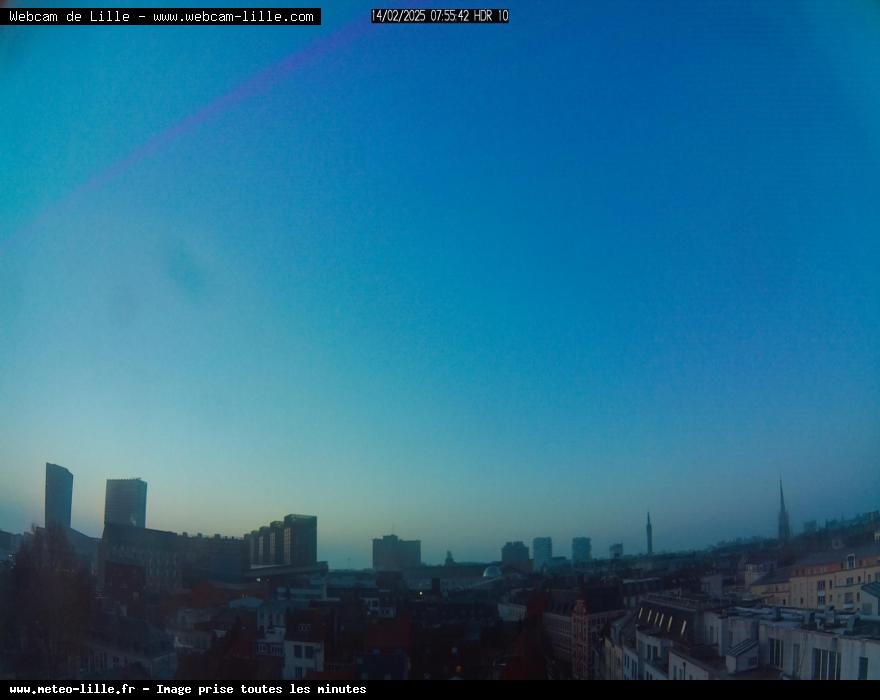 Webcam de Lille - www.webcam-lille.com
14/02/2025 07:55:42 HDR 10
www.meteo-lille.fr - Image prise toutes les minutes